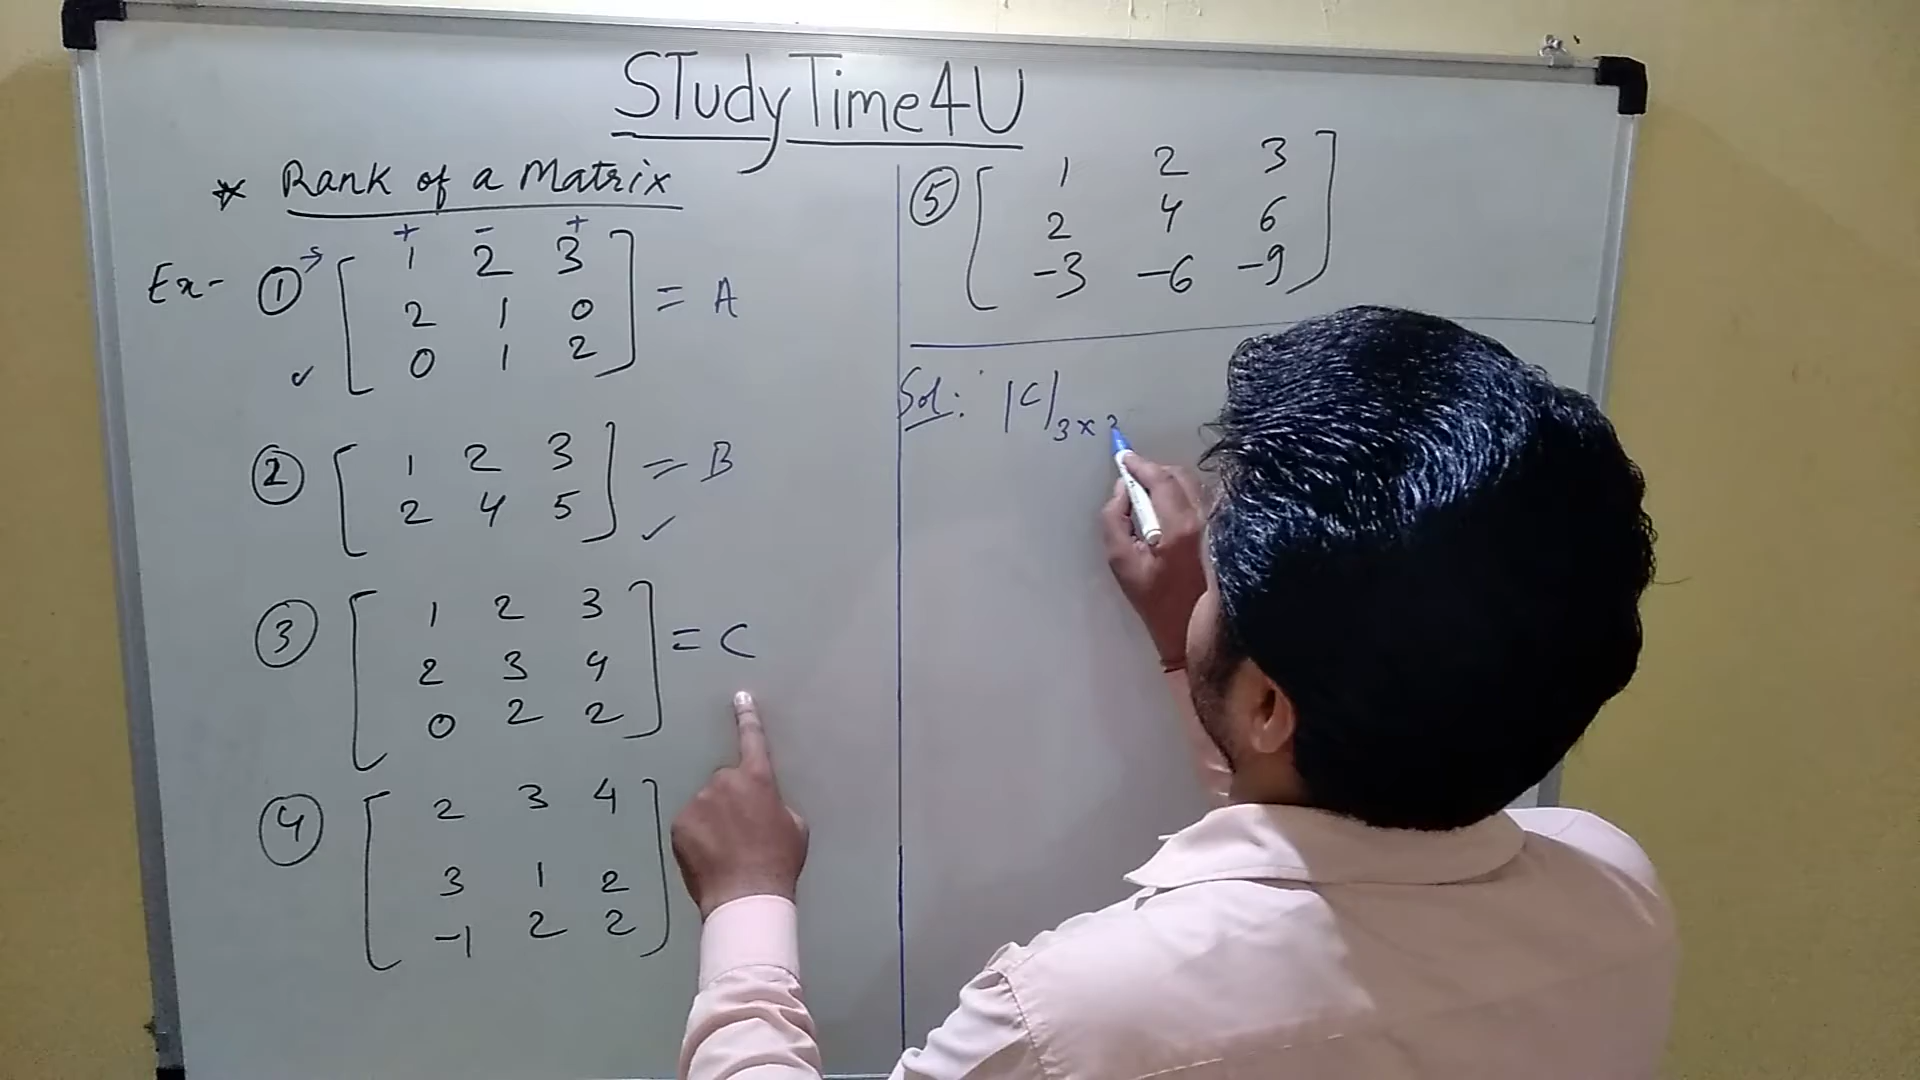 STudyTime4U
* Rank of a Matrix
+ - +
Ex- ① → [ 1 2 3
2 1 0
✓ 0 1 2 ] = A
② [ 1 2 3
2 4 5 ] = B
✓
③ [ 1 2 3
2 3 4
0 2 2 ] = C
④ [ 2 3 4
3 1 2
-1 2 2 ]
⑤ [ 1 2 3
2 4 6
-3 -6 -9 ]
Sol: |C| 3×